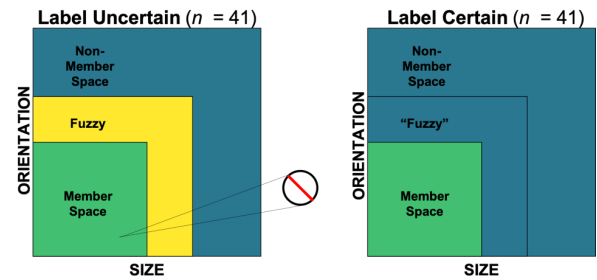 Label Uncertain (n = 41)
Non-
Member
Space
Fuzzy
Member
Space
ORIENTATION
SIZE
Label Certain (n = 41)
Non-
Member
Space
“Fuzzy”
Member
Space
ORIENTATION
SIZE